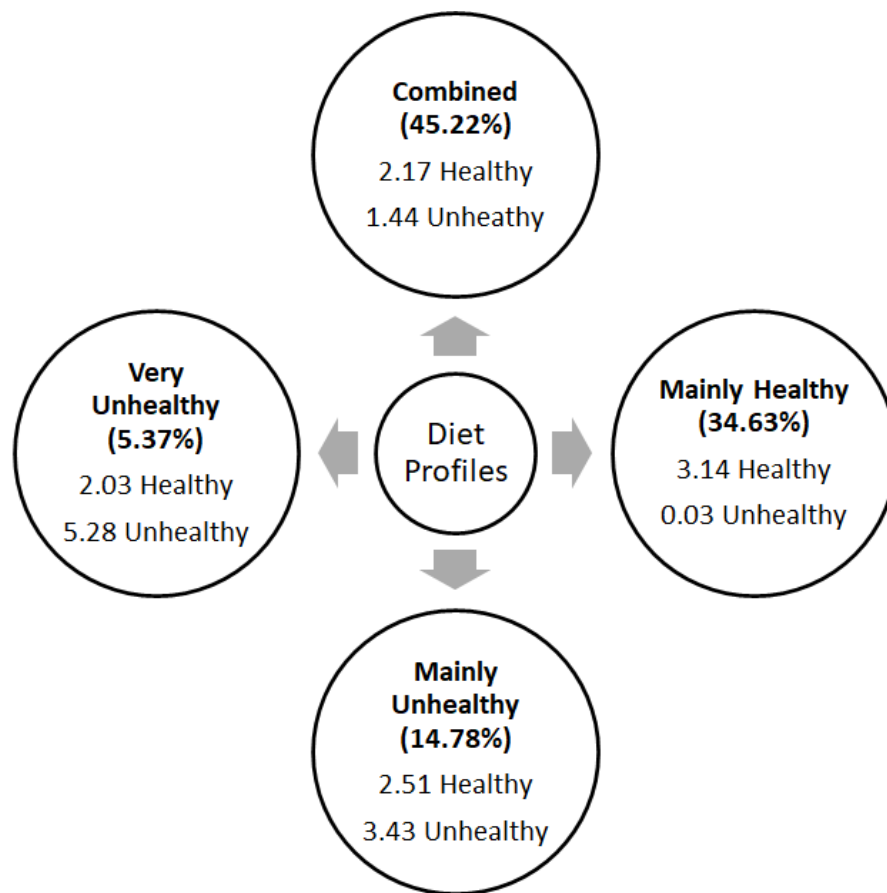 Combined
(45.22%)
2.17 Healthy
1.44 Unheathy
Very
Unhealthy
(5.37%)
2.03 Healthy
5.28 Unhealthy
Diet
Profiles
Mainly Healthy
(34.63%)
3.14 Healthy
0.03 Unhealthy
Mainly
Unhealthy
(14.78%)
2.51 Healthy
3.43 Unhealthy